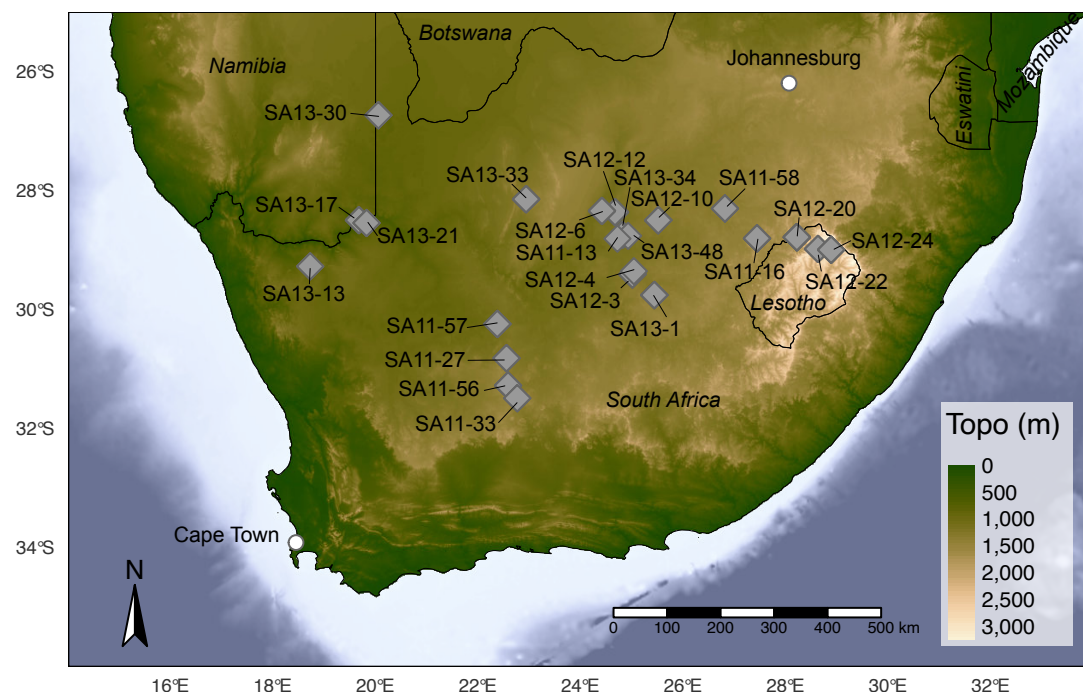 Botswana
Johannesburg
Mozambique
26°S
Namibia
Eswatini
SA13-30
SA12-12
SA13-33
SA13-34
SA11-58
28°S
SA12-10
SA13-17
SA12-20
SA12-6
SA13-21
SA11-13
SA13-48
SA12-24
SA11-16
SA12-4
SA12-22
SA13-13
SA12-3
Lesotho
30°S
SA11-57
SA13-1
SA11-27
SA11-56
South Africa
SA11-33
32°S
Topo (m)
0
500
1,000
1,500
2,000
2,500
3,000
Cape Town
34°S
N
0 100 200 300 400 500 km
16°E 18°E 20°E 22°E 24°E 26°E 28°E 30°E 32°E